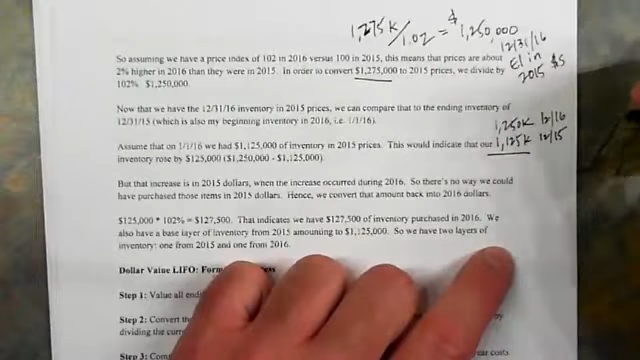 1,275K/1.02 = $1,250,000
12/31/16
EI in
2015 $s
So assuming we have a price index of 102 in 2016 versus 100 in 2015, this means that prices are about
2% higher in 2016 than they were in 2015. In order to convert $1,275,000 to 2015 prices, we divide by
102% $1,250,000.
Now that we have the 12/31/16 inventory in 2015 prices, we can compare that to the ending inventory of
12/31/15 (which is also my beginning inventory in 2016, i.e. 1/1/16).
1,250K 12/16
1,125K 12/15
Assume that on 1/1/16 we had $1,125,000 of inventory in 2015 prices. This would indicate that our
inventory rose by $125,000 ($1,250,000 - $1,125,000).
But that increase is in 2015 dollars, when the increase occurred during 2016. So there's no way we could
have purchased those items in 2015 dollars. Hence, we convert that amount back into 2016 dollars.
$125,000 * 102% = $127,500. That indicates we have $127,500 of inventory purchased in 2016. We
also have a base layer of inventory from 2015 amounting to $1,125,000. So we have two layers of
inventory: one from 2015 and one from 2016.
Dollar Value LIFO:
Step 1: Value all
Step 2: Convert the by
dividing the
Step 3: costs